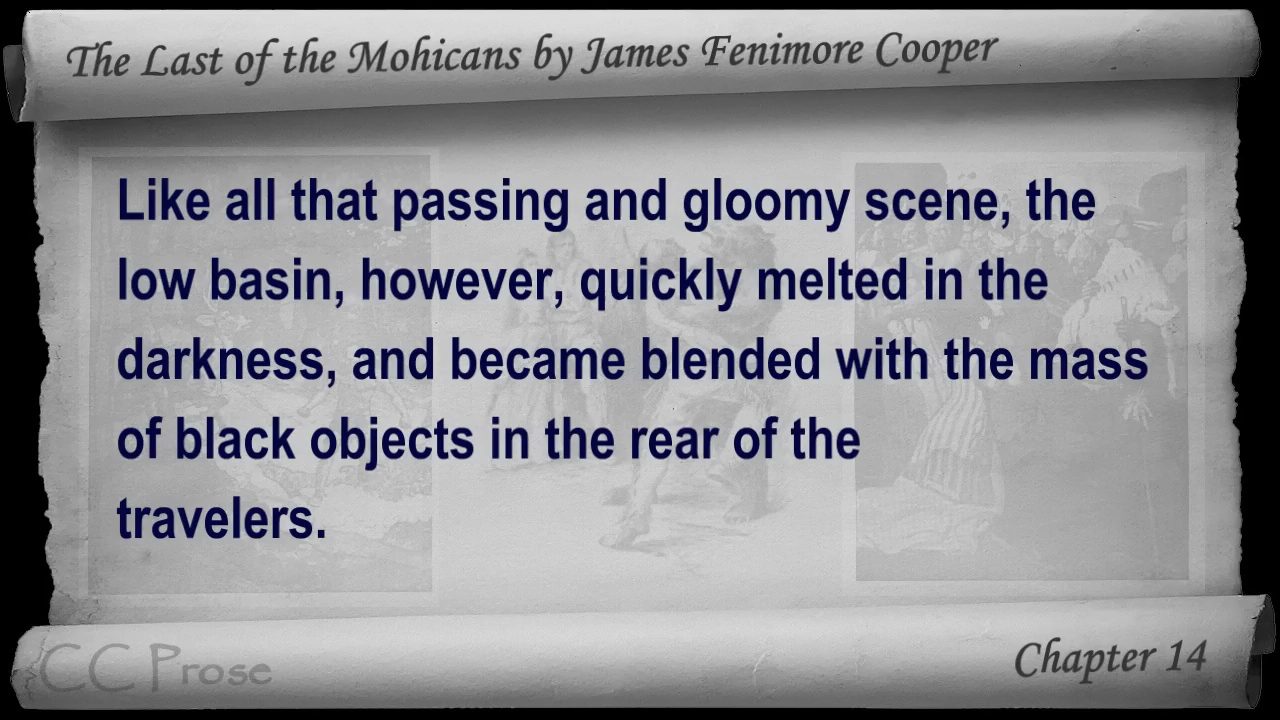 The Last of the Mohicans by James Fenimore Cooper
Like all that passing and gloomy scene, the
low basin, however, quickly melted in the
darkness, and became blended with the mass
of black objects in the rear of the
travelers.
CC Prose
Chapter 14